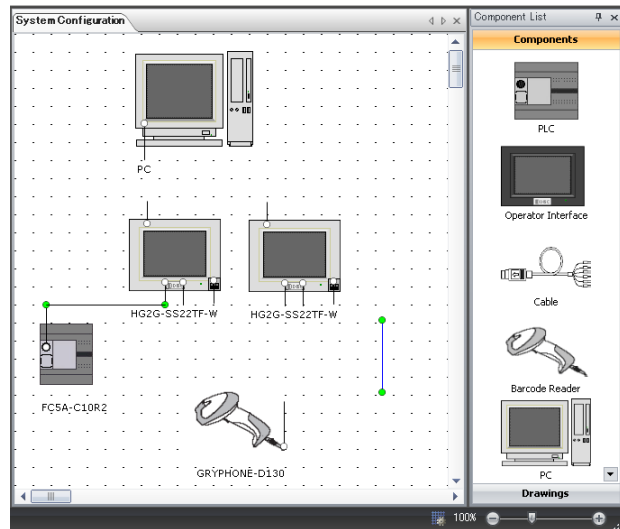 System Configuration
Component List
Components
PC
PLC
Operator Interface
HG2G-SS22TF-W
HG2G-SS22TF-W
Cable
FC5A-C10R2
Barcode Reader
GRYPHONE-D130
PC
Drawings
100%